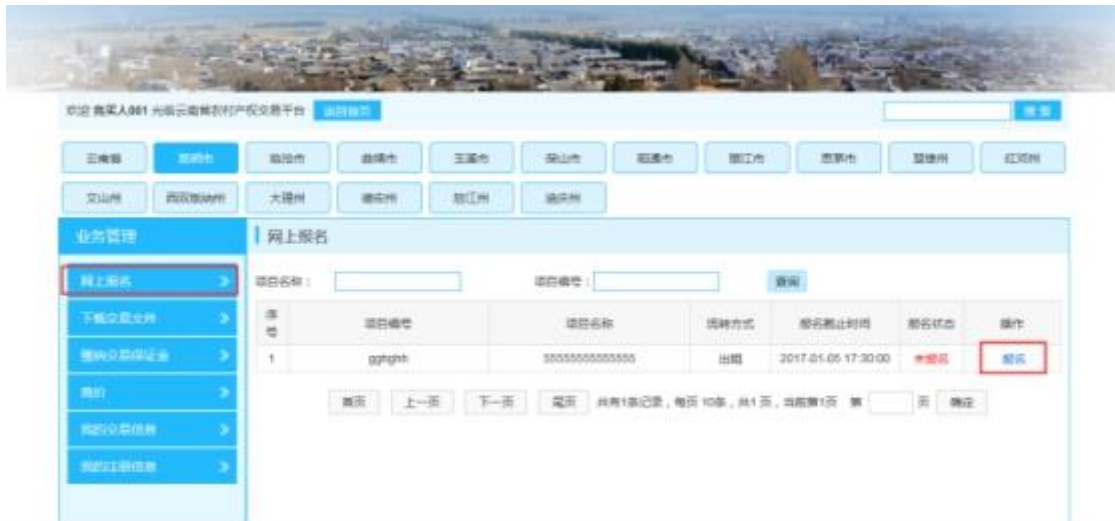 欢迎 竞买人001 光临云南省农村产权交易平台 返回首页 搜索
云南省 昆明市 临沧市 曲靖市 玉溪市 保山市 昭通市 丽江市 思茅市 楚雄州 红河州
文山州 西双版纳州 大理州 德宏州 怒江州 迪庆州
业务管理
网上报名
下载交易文件
缴纳交易保证金
竞价
我的交易信息
我的注册信息
网上报名
项目名称： 项目编号： 查询
序号 项目编号 项目名称 流转方式 报名截止时间 报名状态 操作
1 gghghh 出租 2017-01-05 17:30:00 未报名 报名
首页 上一页 下一页 尾页 共有1条记录，每页 10条，共1 页，当前第1页 第 页 确定